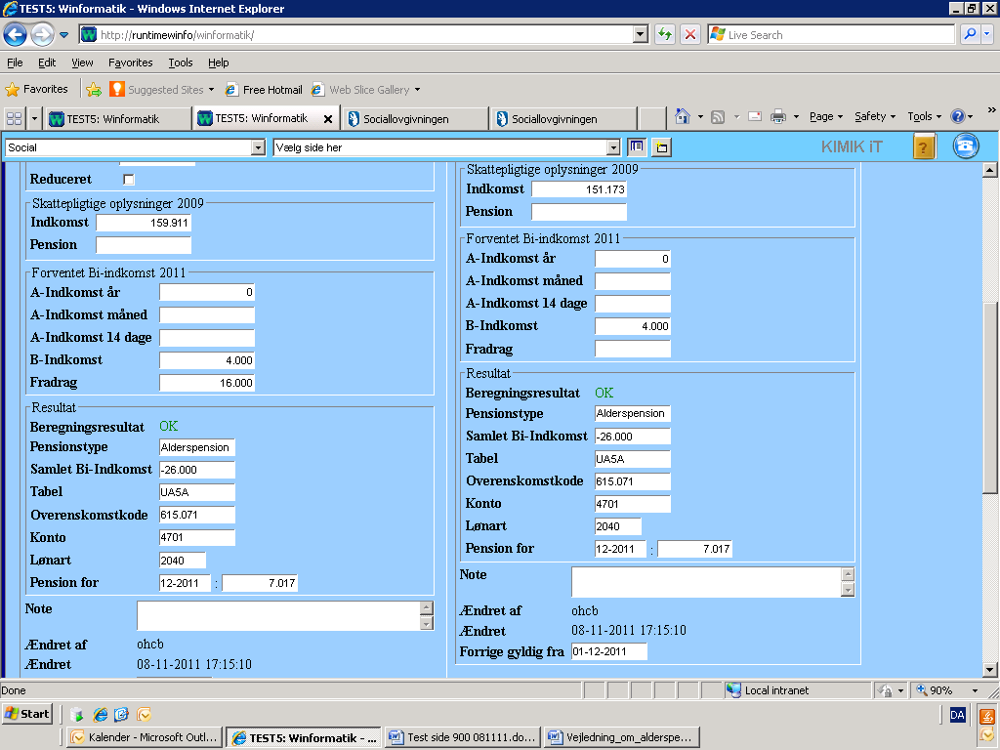 TEST5: Winformatik - Windows Internet Explorer
http://runtimewinfo/winformatik/
Live Search
File Edit View Favorites Tools Help
Favorites Suggested Sites Free Hotmail Web Slice Gallery
TEST5: Winformatik TEST5: Winformatik Sociallovgivningen Sociallovgivningen Page Safety Tools
Social Vælg side her KIMIK iT
Reduceret
Skattepligtige oplysninger 2009
Indkomst 159.911
Pension
Forventet Bi-indkomst 2011
A-Indkomst år 0
A-Indkomst måned
A-Indkomst 14 dage
B-Indkomst 4.000
Fradrag 16.000
Resultat
Beregningsresultat OK
Pensionstype Alderspension
Samlet Bi-Indkomst -26.000
Tabel UA5A
Overenskomstkode 615.071
Konto 4701
Lønart 2040
Pension for 12-2011 : 7.017
Note
Ændret af ohcb
Ændret 08-11-2011 17:15:10
Skattepligtige oplysninger 2009
Indkomst 151.173
Pension
Forventet Bi-indkomst 2011
A-Indkomst år 0
A-Indkomst måned
A-Indkomst 14 dage
B-Indkomst 4.000
Fradrag
Resultat
Beregningsresultat OK
Pensionstype Alderspension
Samlet Bi-Indkomst -26.000
Tabel UA5A
Overenskomstkode 615.071
Konto 4701
Lønart 2040
Pension for 12-2011 : 7.017
Note
Ændret af ohcb
Ændret 08-11-2011 17:15:10
Forrige gyldig fra 01-12-2011
Done Local intranet 90%
Start DA
Kalender - Microsoft Outl... TEST5: Winformatik - ... Test side 900 081111.do... Vejledning_om_alderspe...